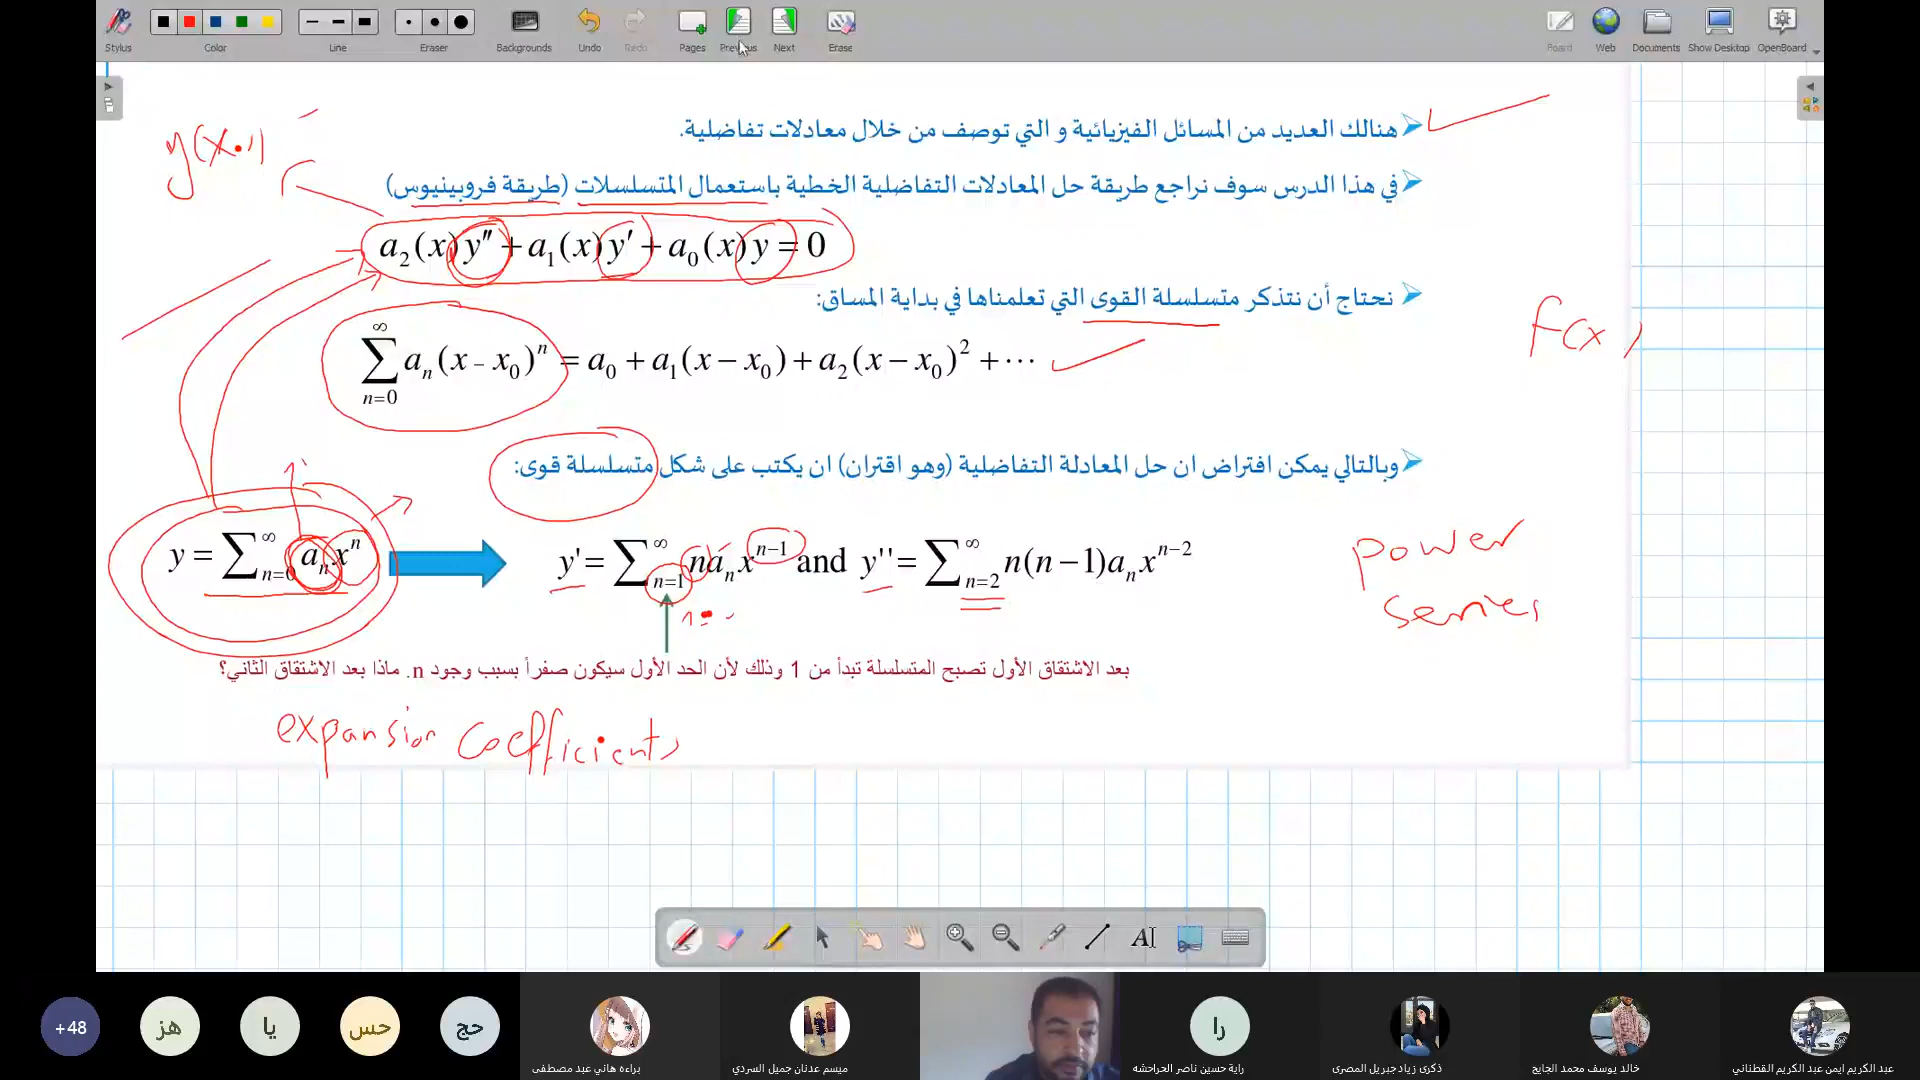 Stylus Color Line Eraser Backgrounds Undo Redo Pages Previous Next Erase Board Web Documents Show Desktop OpenBoard
هنالك العديد من المسائل الفيزيائية و التي توصف من خلال معادلات تفاضلية.
y(x)
في هذا الدرس سوف نراجع طريقة حل المعادلات التفاضلية الخطية باستعمال المتسلسلات (طريقة فروبينيوس)
a₂(x)y'' + a₁(x)y' + a₀(x)y = 0
نحتاج أن نتذكر متسلسلة القوى التي تعلمناها في بداية المساق:
f(x)
∑_{n=0}^{∞} aₙ(x − x₀)ⁿ = a₀ + a₁(x − x₀) + a₂(x − x₀)² + ⋯
وبالتالي يمكن افتراض ان حل المعادلة التفاضلية (وهو اقتران) ان يكتب على شكل متسلسلة قوى:
y = ∑_{n=0}^{∞} aₙxⁿ
y' = ∑_{n=1}^{∞} naₙx^{n−1} and y'' = ∑_{n=2}^{∞} n(n−1)aₙx^{n−2}
power
series
بعد الاشتقاق الأول تصبح المتسلسلة تبدأ من 1 وذلك لأن الحد الأول سيكون صفراً بسبب وجود n. ماذا بعد الاشتقاق الثاني؟
expansion coefficients
+48 هز يا حس حج را
براءه هاني عبد مصطفى
ميسم عدنان جميل السردي
راية حسين ناصر الحراحشه
ذكرى زياد جبريل المصرى
خالد يوسف محمد الجايح
عبد الكريم ايمن عبد الكريم القطناني